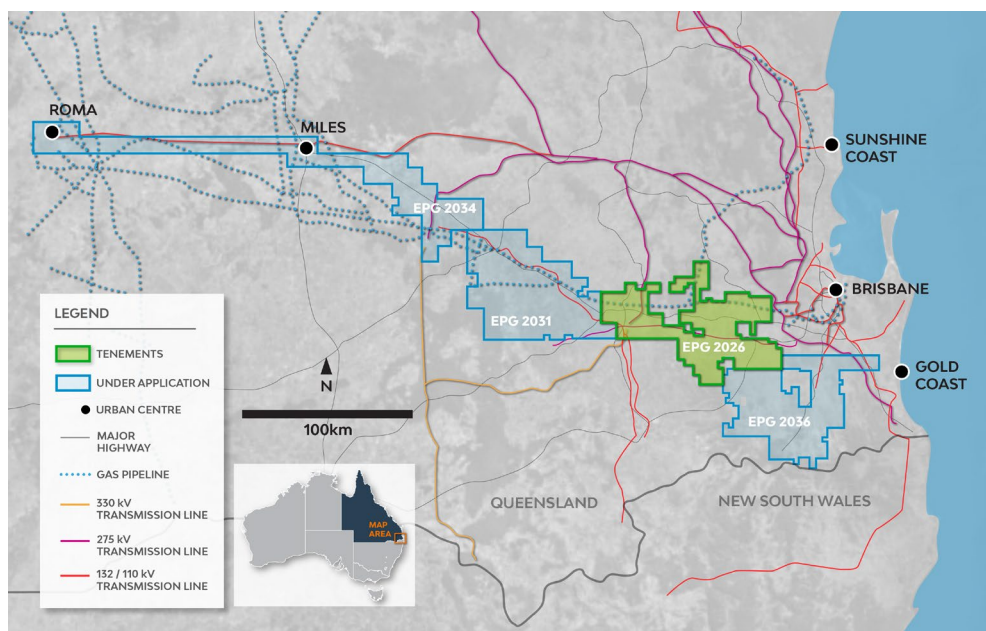 ROMA
MILES
SUNSHINE
COAST
EPG 2034
BRISBANE
EPG 2031
EPG 2026
GOLD
COAST
EPG 2036
LEGEND
TENEMENTS
UNDER APPLICATION
URBAN CENTRE
MAJOR
HIGHWAY
GAS PIPELINE
330 kV
TRANSMISSION LINE
275 kV
TRANSMISSION LINE
132 / 110 kV
TRANSMISSION LINE
N
100km
MAP
AREA
QUEENSLAND
NEW SOUTH WALES